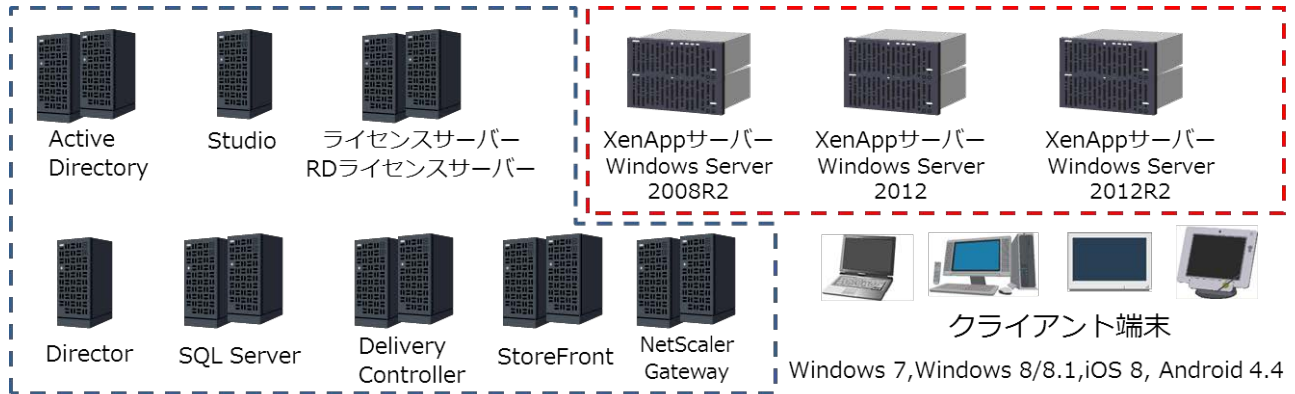 Active
Directory
Studio
ライセンスサーバー
RDライセンスサーバー
XenAppサーバー
Windows Server
2008R2
XenAppサーバー
Windows Server
2012
XenAppサーバー
Windows Server
2012R2
Director
SQL Server
Delivery
Controller
StoreFront
NetScaler
Gateway
クライアント端末
Windows 7,Windows 8/8.1,iOS 8, Android 4.4